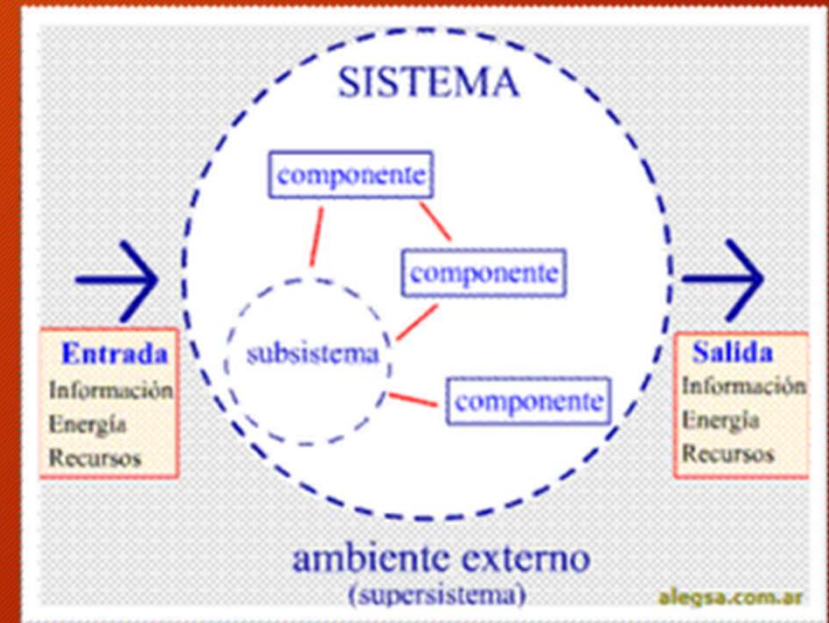 SISTEMA
componente
componente
subsistema
componente
Entrada
Información
Energía
Recursos
Salida
Información
Energía
Recursos
ambiente externo
(supersistema)
alegsa.com.ar